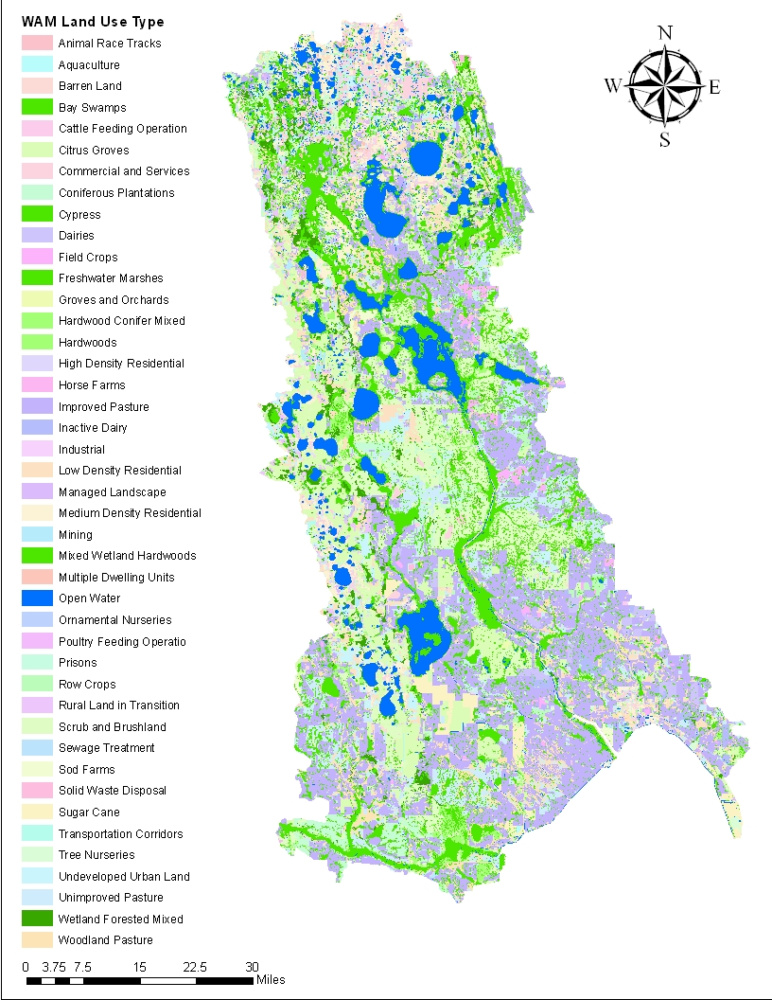 WAM Land Use Type
Animal Race Tracks
Aquaculture
Barren Land
Bay Swamps
Cattle Feeding Operation
Citrus Groves
Commercial and Services
Coniferous Plantations
Cypress
Dairies
Field Crops
Freshwater Marshes
Groves and Orchards
Hardwood Conifer Mixed
Hardwoods
High Density Residential
Horse Farms
Improved Pasture
Inactive Dairy
Industrial
Low Density Residential
Managed Landscape
Medium Density Residential
Mining
Mixed Wetland Hardwoods
Multiple Dwelling Units
Open Water
Ornamental Nurseries
Poultry Feeding Operatio
Prisons
Row Crops
Rural Land in Transition
Scrub and Brushland
Sewage Treatment
Sod Farms
Solid Waste Disposal
Sugar Cane
Transportation Corridors
Tree Nurseries
Undeveloped Urban Land
Unimproved Pasture
Wetland Forested Mixed
Woodland Pasture
0 3.75 7.5 15 22.5 30
Miles
N
W E
S